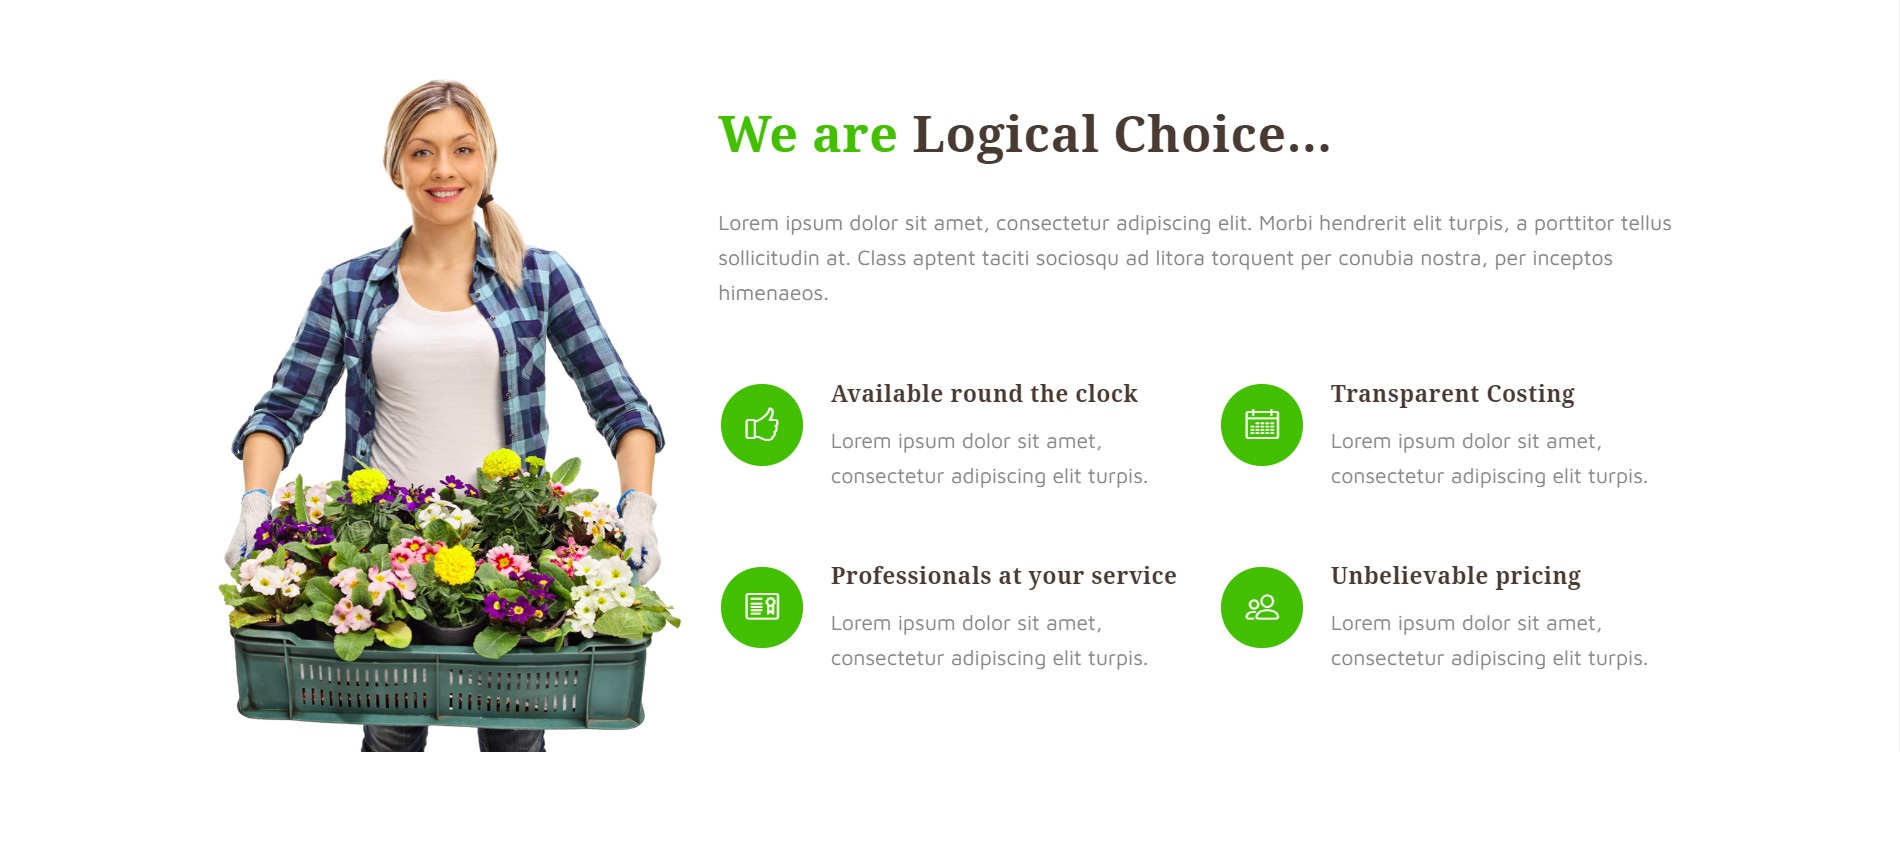 We are Logical Choice...
Lorem ipsum dolor sit amet, consectetur adipiscing elit. Morbi hendrerit elit turpis, a porttitor tellus
sollicitudin at. Class aptent taciti sociosqu ad litora torquent per conubia nostra, per inceptos
himenaeos.
Available round the clock
Lorem ipsum dolor sit amet,
consectetur adipiscing elit turpis.
Transparent Costing
Lorem ipsum dolor sit amet,
consectetur adipiscing elit turpis.
Professionals at your service
Lorem ipsum dolor sit amet,
consectetur adipiscing elit turpis.
Unbelievable pricing
Lorem ipsum dolor sit amet,
consectetur adipiscing elit turpis.